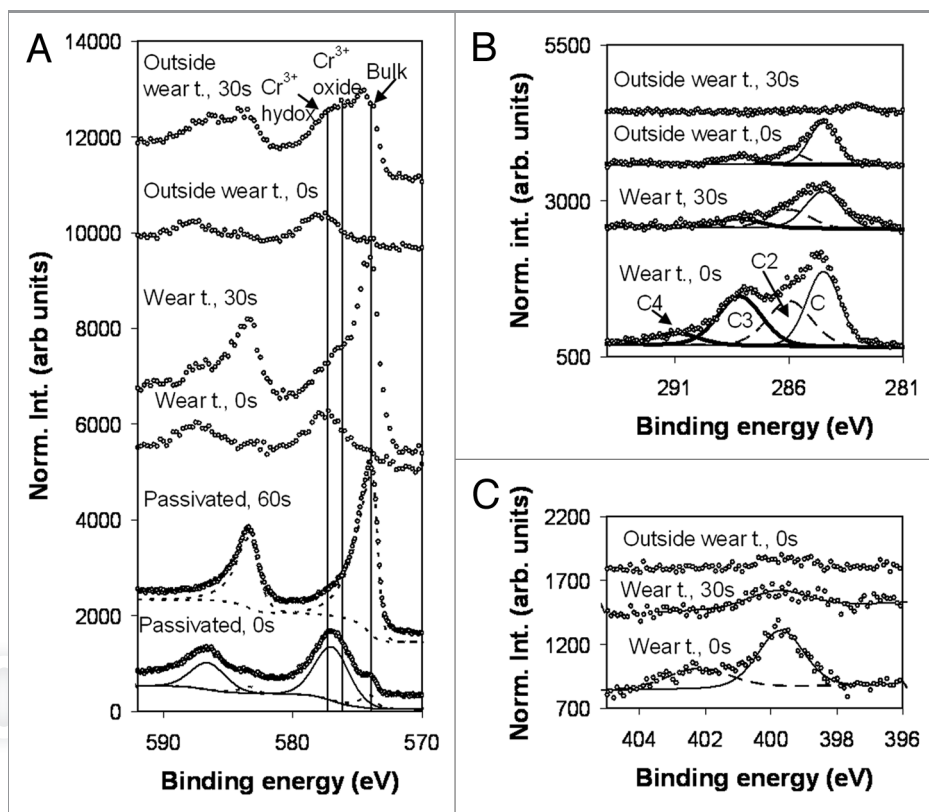 A
14000
12000
10000
8000
6000
4000
2000
0
Norm. Int. (arb units)
Outside
wear t., 30s
Cr3+
hydox
Cr3+
oxide
Bulk
Outside wear t., 0s
Wear t., 30s
Wear t., 0s
Passivated, 60s
Passivated, 0s
590
580
570
Binding energy (eV)
B
5500
3000
500
Norm. int. (arb. units)
Outside wear t., 30s
Outside wear t.,0s
Wear t, 30s
Wear t., 0s
C4
C3
C2
C
291
286
281
Binding energy (eV)
C
2200
1700
1200
700
Norm. Int. (arb. units)
Outside wear t., 0s
Wear t., 30s
Wear t., 0s
404
402
400
398
396
Binding energy (eV)